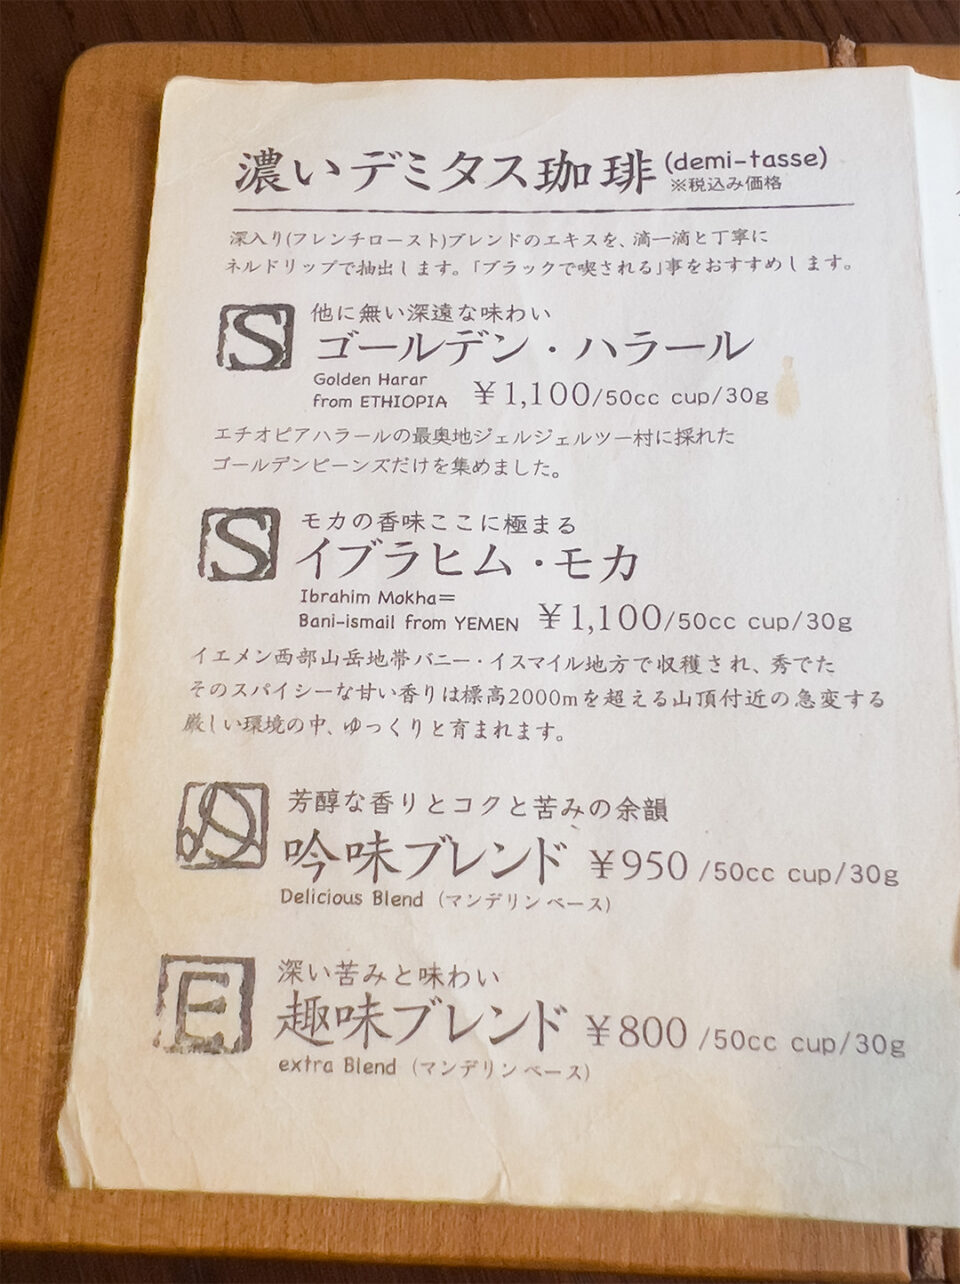 濃いデミタス珈琲 (demi-tasse)
※税込み価格
深入り(フレンチロースト)ブレンドのエキスを、滴一滴と丁寧に
ネルドリップで抽出します。「ブラックで喫される」事をおすすめします。
S
他に無い深遠な味わい
ゴールデン・ハラール
Golden Harar
from ETHIOPIA ¥1,100/50cc cup/30g
エチオピアハラールの最奥地ジェルジェルツー村に採れた
ゴールデンビーンズだけを集めました。
S
モカの香味ここに極まる
イブラヒム・モカ
Ibrahim Mokha=
Bani-ismail from YEMEN ¥1,100/50cc cup/30g
イエメン西部山岳地帯バニー・イスマイル地方で収穫され、秀でた
そのスパイシーな甘い香りは標高2000mを超える山頂付近の急変する
厳しい環境の中、ゆっくりと育まれます。
D
芳醇な香りとコクと苦みの余韻
吟味ブレンド ¥950 /50cc cup/30g
Delicious Blend (マンデリンベース)
E
深い苦みと味わい
趣味ブレンド ¥800 /50cc cup/30g
extra Blend (マンデリンベース)